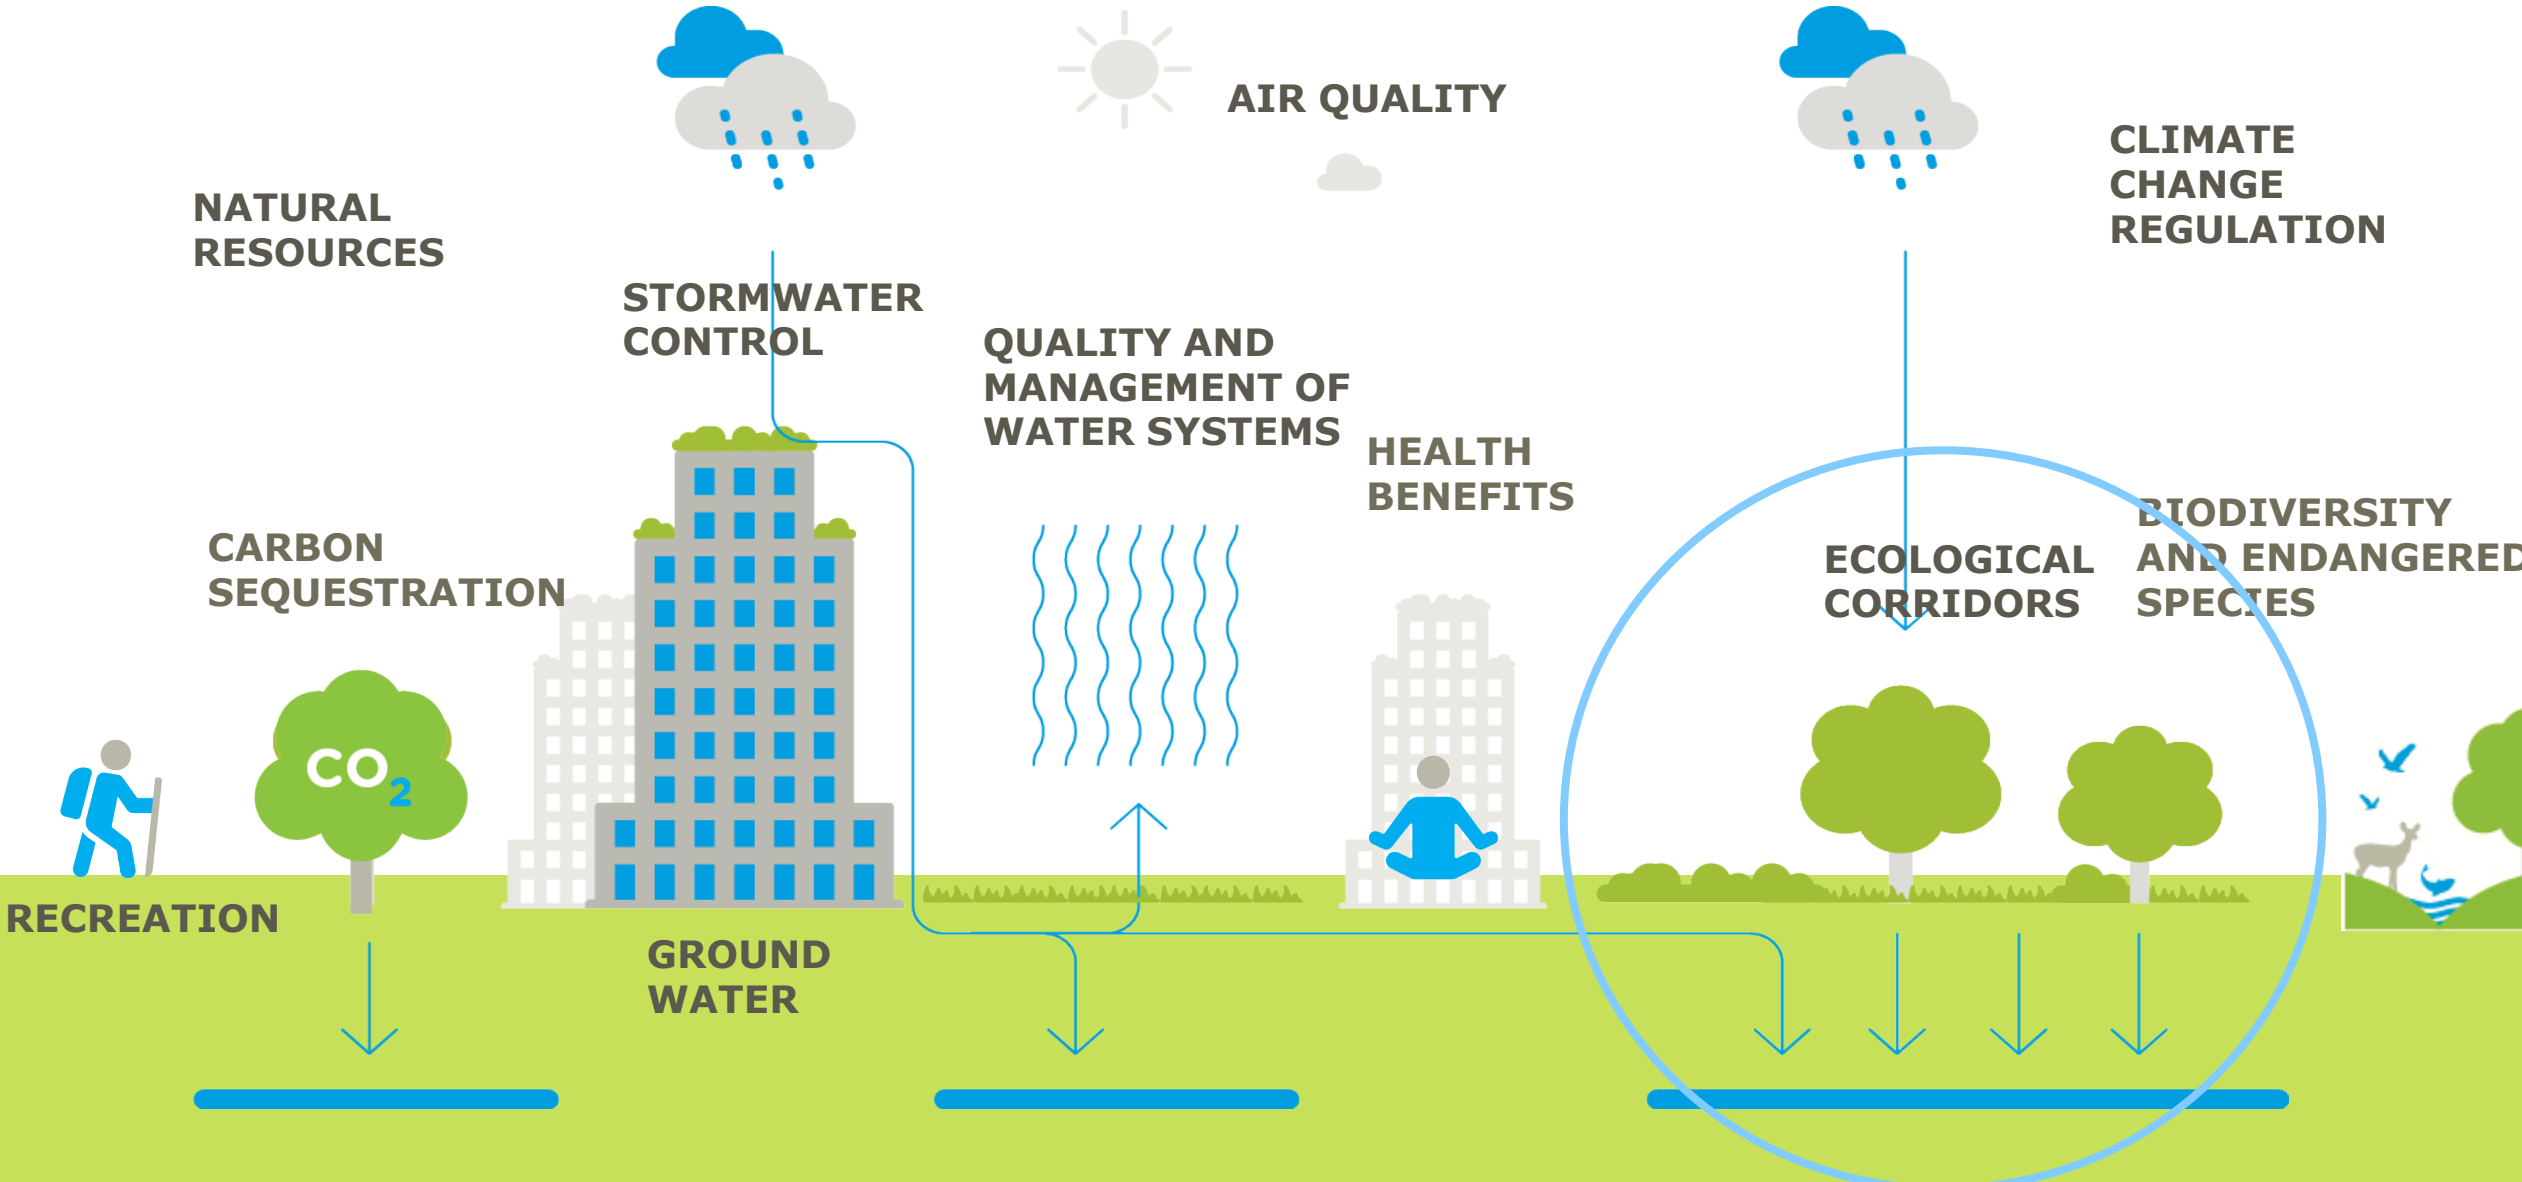 AIR QUALITY
CLIMATE
CHANGE
REGULATION
NATURAL
RESOURCES
STORMWATER
CONTROL
QUALITY AND
MANAGEMENT OF
WATER SYSTEMS
HEALTH
BENEFITS
BIODIVERSITY
AND ENDANGERED
SPECIES
ECOLOGICAL
CORRIDORS
CARBON
SEQUESTRATION
CO2
RECREATION
GROUND
WATER